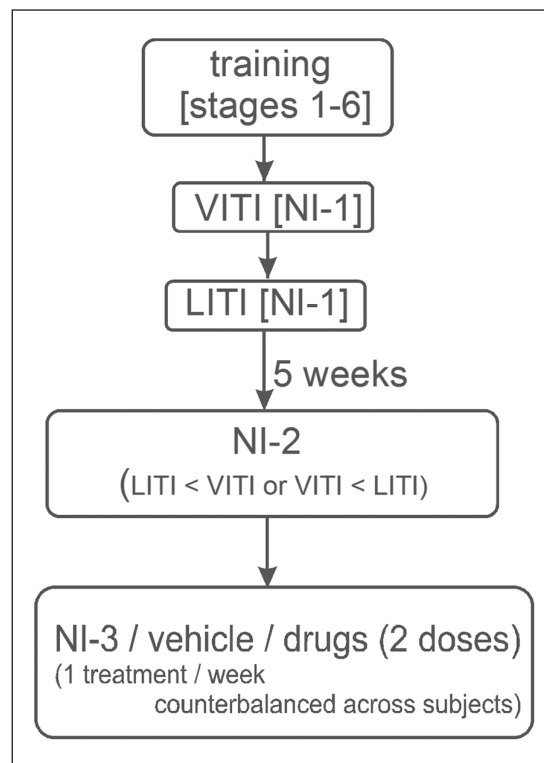 training
[stages 1-6]
VITI [NI-1]
LITI [NI-1]
5 weeks
NI-2
(LITI < VITI or VITI < LITI)
NI-3 / vehicle / drugs (2 doses)
(1 treatment / week
counterbalanced across subjects)